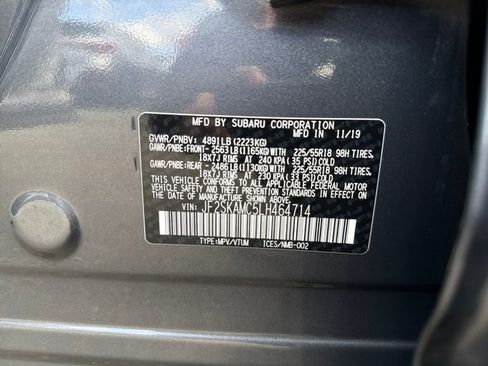 MFD BY SUBARU CORPORATION IN 11/19
GVWR/PNBV: 4891LB (2223KG)
GAWR/PNBE:FRONT- 2563LB(1165KG)WITH 225/55R18 98H TIRES,
18X7J RIMS AT 240 KPA (35 PSI)COLD
GAWR/PNBE:REAR - 2486LB(1130KG)WITH 225/55R18 98H TIRES,
18X7J RIMS AT 230 KPA (33 PSI)COLD
THIS VEHICLE CONFORMS TO ALL APPLICABLE
FEDERAL MOTOR VEHICLE SAFETY, BUMPER, AND
THEFT PREVENTION STANDARDS IN EFFECT ON
THE DATE OF MANUFACTURE SHOWN ABOVE.
VIN: JF2SKAMC5LH464714
TYPE:MPV/VTUM ICES/NMB-002